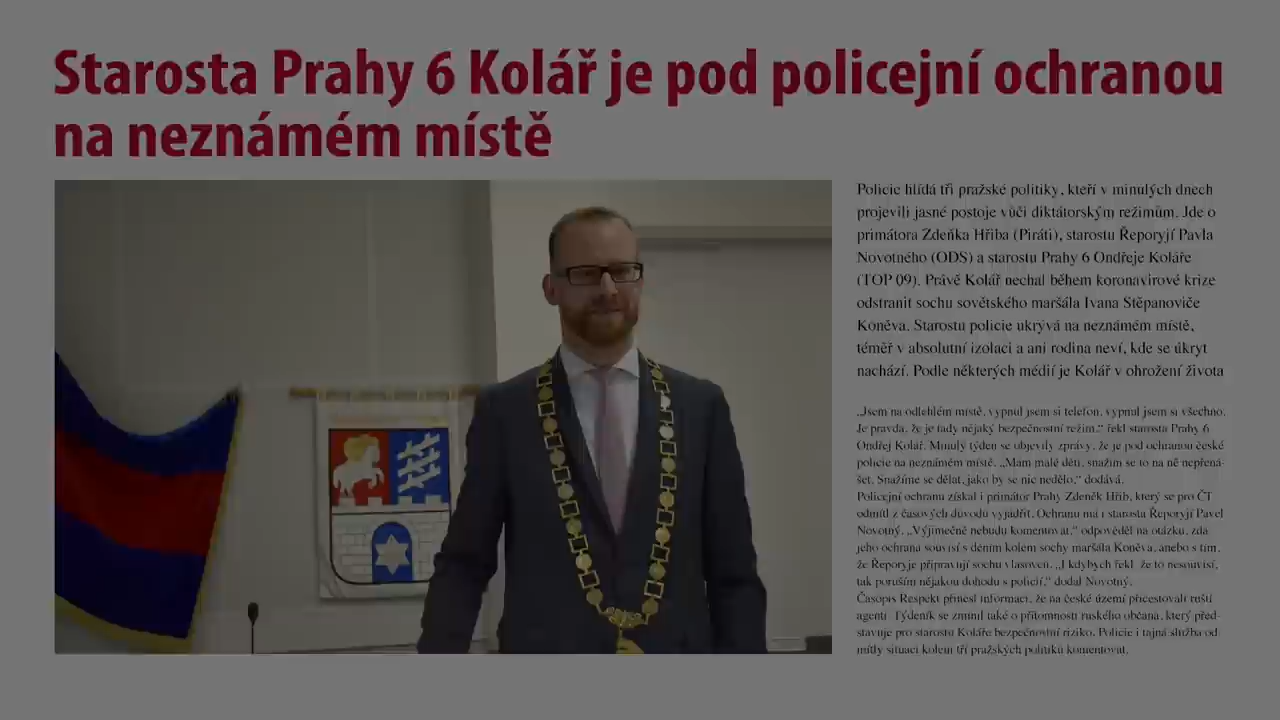 Starosta Prahy 6 Kolář je pod policejní ochranou
na neznámém místě
Policie hlídá tři pražské politiky, kteří v minulých dnech
projevili jasné postoje vůči diktátorským režimům. Jde o
primátora Zdeňka Hřiba (Piráti), starostu Řeporyjí Pavla
Novotného (ODS) a starostu Prahy 6 Ondřeje Koláře
(TOP 09). Právě Kolář nechal během koronavirové krize
odstranit sochu sovětského maršála Ivana Stěpanoviče
Koněva. Starostu policie ukrývá na neznámém místě,
téměř v absolutní izolaci a ani rodina neví, kde se úkryt
nachází. Podle některých médií je Kolář v ohrožení života
„Jsem na odlehlém místě, vypnul jsem si telefon, vypnul jsem si všechno.
Je pravda, že je tady nějaký bezpečnostní režim,“ řekl starosta Prahy 6
Ondřej Kolář. Minulý týden se objevily zprávy, že je pod ochranou české
policie na neznámém místě. „Mám malé děti, snažím se to na ně nepřená-
šet. Snažíme se dělat, jako by se nic nedělo,“ dodává.
Policejní ochranu získal i primátor Prahy Zdeněk Hřib, který se pro ČT
odmítl z časových důvodů vyjádřit. Ochranu má i starosta Řeporyjí Pavel
Novotný. „Výjimečně nebudu komentovat,“ odpověděl na otázku, zda
jeho ochrana souvisí s děním kolem sochy maršála Koněva, anebo s tím,
že Řeporyje připravují sochu vlasovců. „I kdybych řekl, že to nesouvisí,
tak poruším nějakou dohodu s policií,“ dodal Novotný.
Časopis Respekt přinesl informaci, že na české území přicestovali ruští
agenti. Týdeník se zmínil také o přítomnosti ruského občana, který před-
stavuje pro starostu Koláře bezpečnostní riziko. Policie i tajná služba od-
mítly situaci kolem tří pražských politiků komentovat.